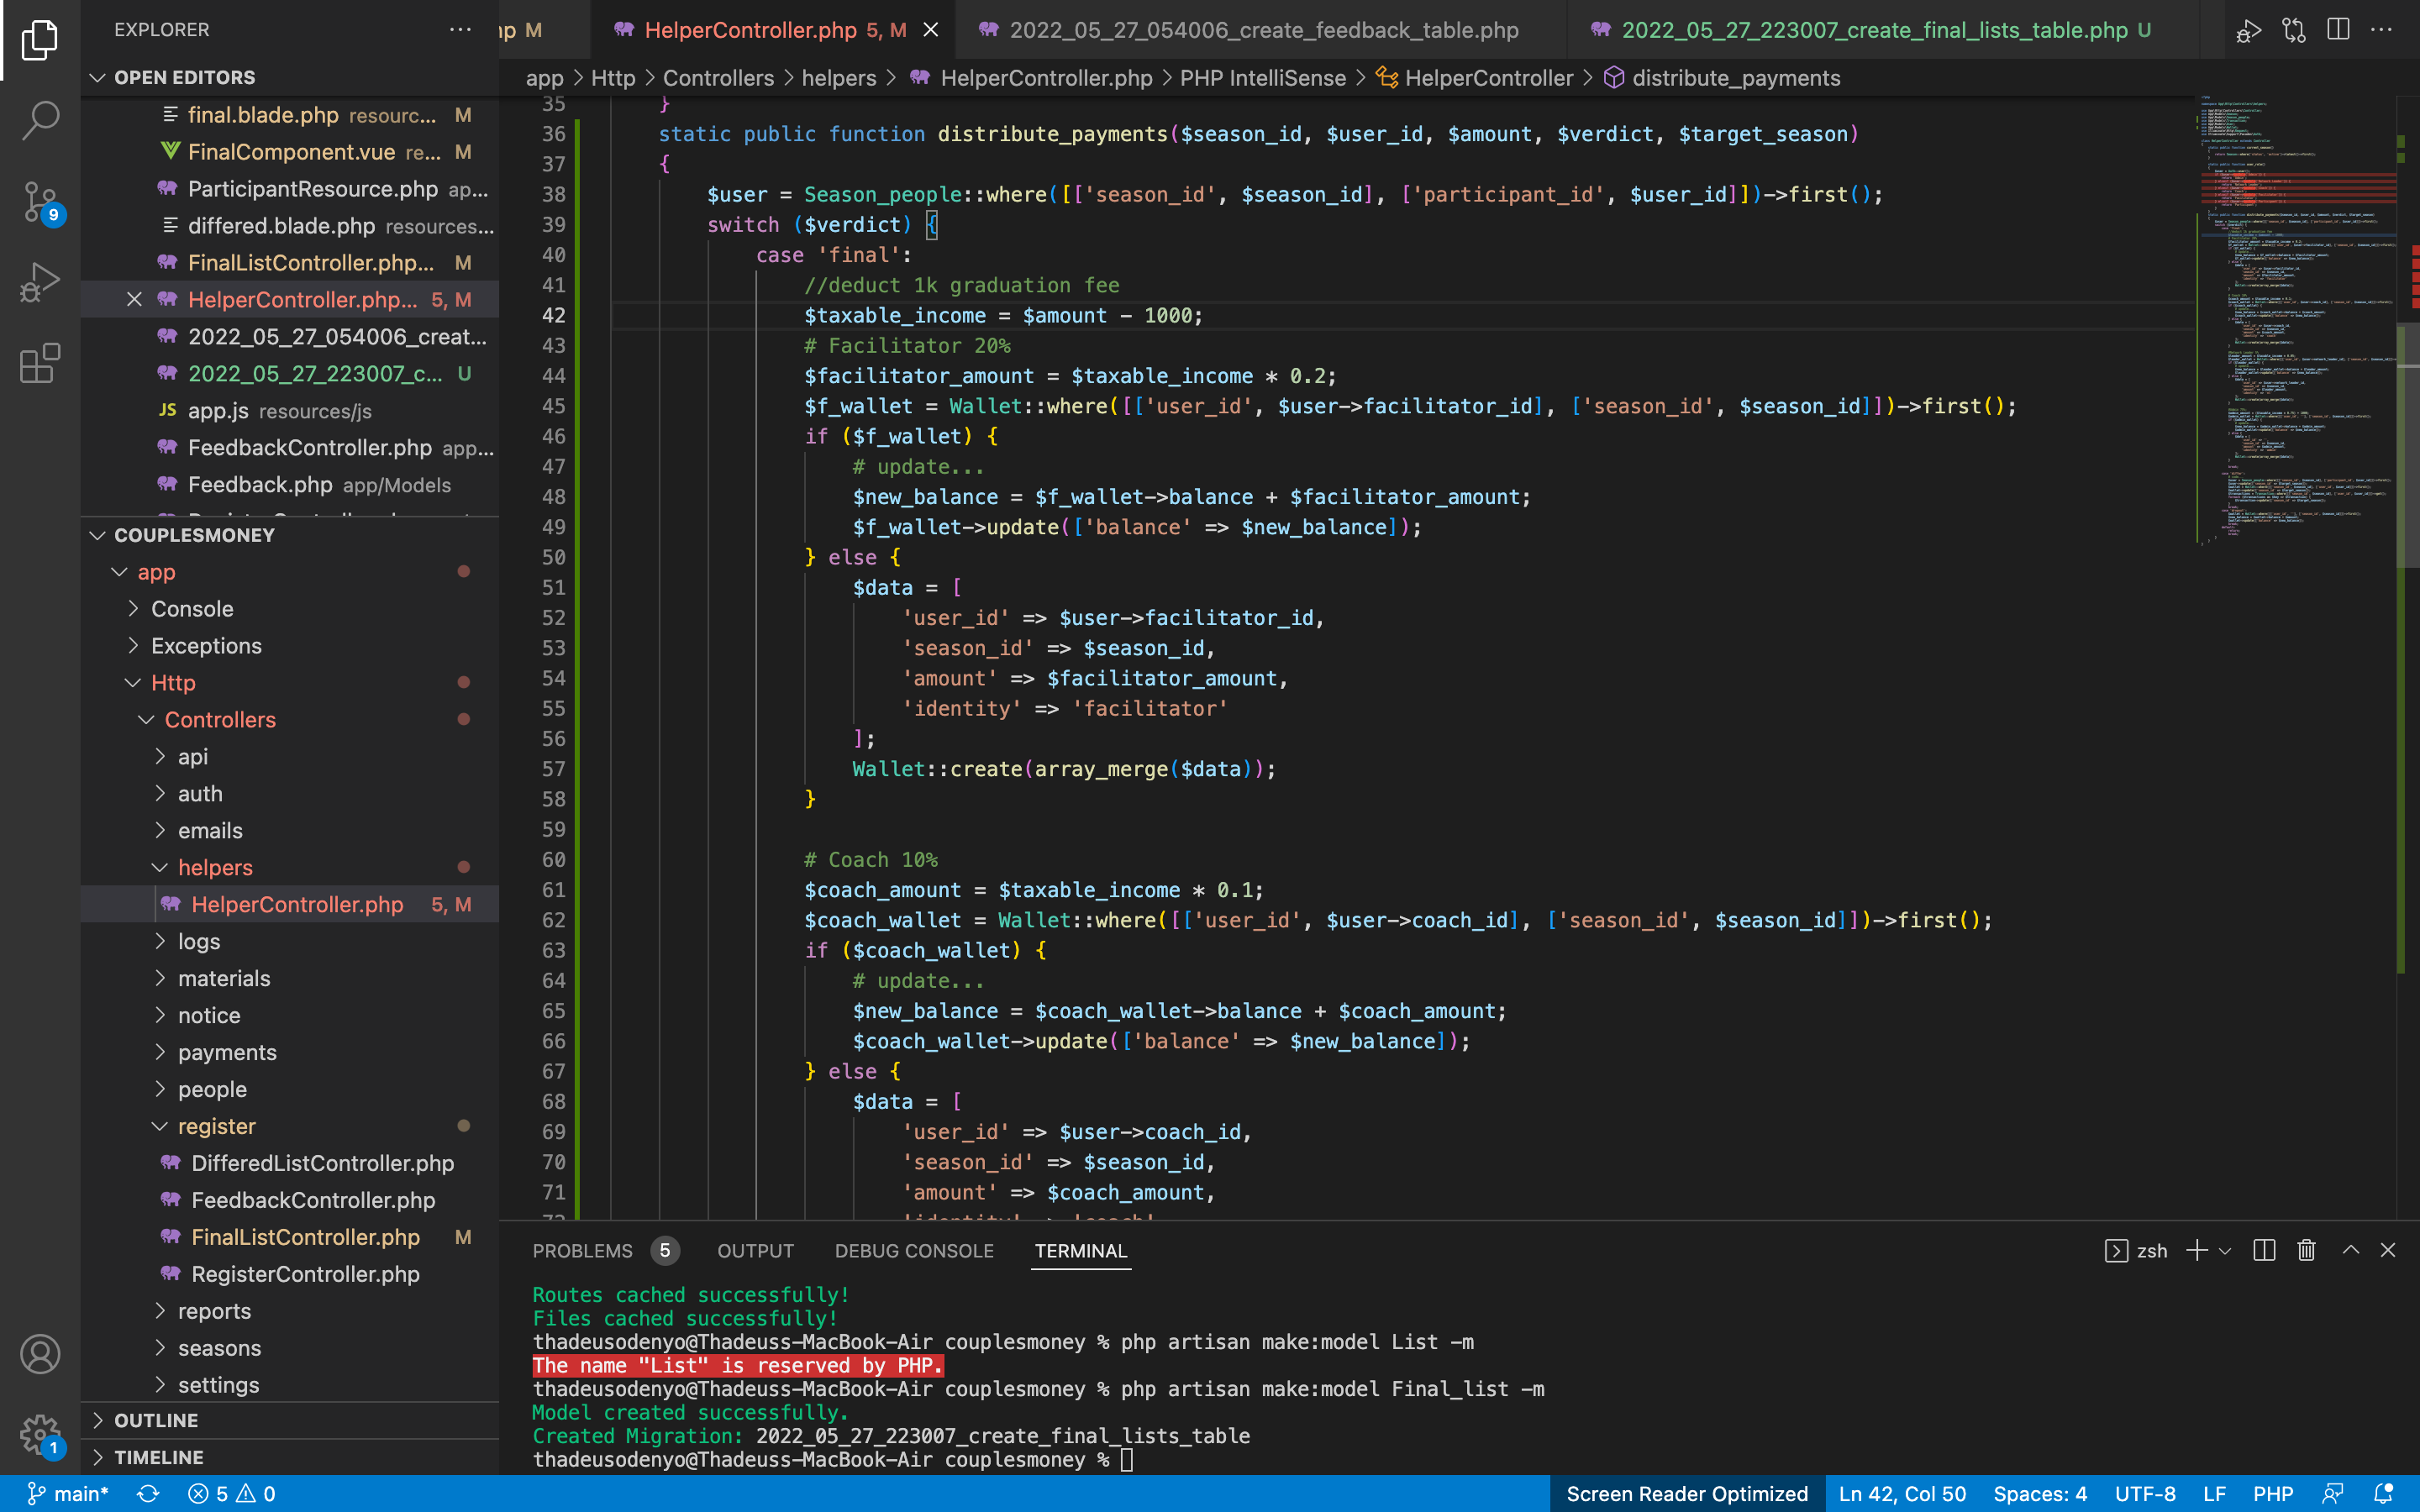 EXPLORER
OPEN EDITORS
final.blade.php resourc... M
FinalComponent.vue re... M
ParticipantResource.php ap...
differed.blade.php resources...
FinalListController.php... M
HelperController.php... 5, M
2022_05_27_054006_creat...
2022_05_27_223007_c... U
JS app.js resources/js
FeedbackController.php app...
Feedback.php app/Models
COUPLESMONEY
app
Console
Exceptions
Http
Controllers
api
auth
emails
helpers
HelperController.php 5, M
logs
materials
notice
payments
people
register
DifferedListController.php
FeedbackController.php
FinalListController.php M
RegisterController.php
reports
seasons
settings
OUTLINE
TIMELINE
9
1
hp M
HelperController.php 5, M
2022_05_27_054006_create_feedback_table.php
2022_05_27_223007_create_final_lists_table.php U
app > Http > Controllers > helpers > HelperController.php > PHP IntelliSense > HelperController > distribute_payments
35 }
36 static public function distribute_payments($season_id, $user_id, $amount, $verdict, $target_season)
37 {
38 $user = Season_people::where([['season_id', $season_id], ['participant_id', $user_id]])->first();
39 switch ($verdict) {
40 case 'final':
41 //deduct 1k graduation fee
42 $taxable_income = $amount - 1000;
43 # Facilitator 20%
44 $facilitator_amount = $taxable_income * 0.2;
45 $f_wallet = Wallet::where([['user_id', $user->facilitator_id], ['season_id', $season_id]])->first();
46 if ($f_wallet) {
47 # update...
48 $new_balance = $f_wallet->balance + $facilitator_amount;
49 $f_wallet->update(['balance' => $new_balance]);
50 } else {
51 $data = [
52 'user_id' => $user->facilitator_id,
53 'season_id' => $season_id,
54 'amount' => $facilitator_amount,
55 'identity' => 'facilitator'
56 ];
57 Wallet::create(array_merge($data));
58 }
59
60 # Coach 10%
61 $coach_amount = $taxable_income * 0.1;
62 $coach_wallet = Wallet::where([['user_id', $user->coach_id], ['season_id', $season_id]])->first();
63 if ($coach_wallet) {
64 # update...
65 $new_balance = $coach_wallet->balance + $coach_amount;
66 $coach_wallet->update(['balance' => $new_balance]);
67 } else {
68 $data = [
69 'user_id' => $user->coach_id,
70 'season_id' => $season_id,
71 'amount' => $coach_amount,
PROBLEMS 5 OUTPUT DEBUG CONSOLE TERMINAL zsh
Routes cached successfully!
Files cached successfully!
thadeusodenyo@Thadeuss-MacBook-Air couplesmoney % php artisan make:model List -m
The name "List" is reserved by PHP.
thadeusodenyo@Thadeuss-MacBook-Air couplesmoney % php artisan make:model Final_list -m
Model created successfully.
Created Migration: 2022_05_27_223007_create_final_lists_table
thadeusodenyo@Thadeuss-MacBook-Air couplesmoney %
main* 5 0 Screen Reader Optimized Ln 42, Col 50 Spaces: 4 UTF-8 LF PHP